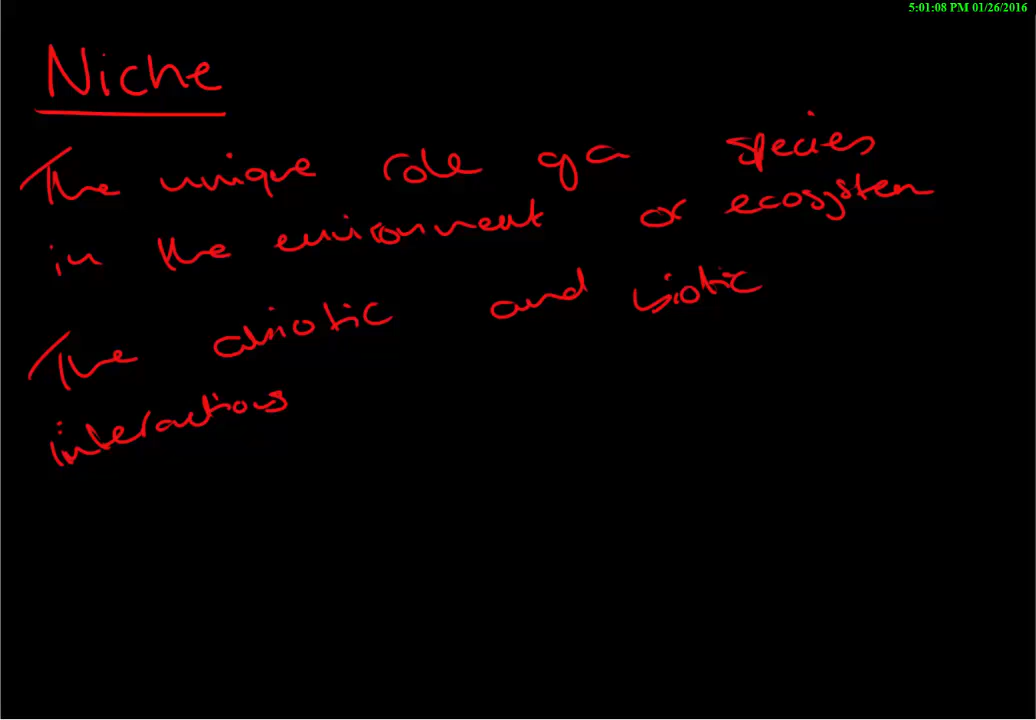 5:01:08 PM 01/26/2016
Niche
The unique role of a species
in the environment or ecosystem
The abiotic and biotic
interactions